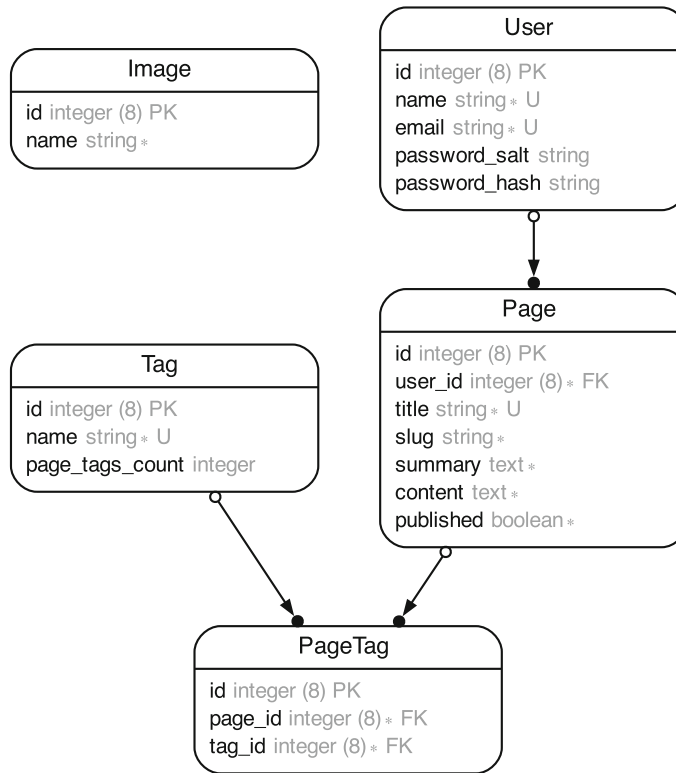 Image
id integer (8) PK
name string *
User
id integer (8) PK
name string * U
email string * U
password_salt string
password_hash string
Tag
id integer (8) PK
name string * U
page_tags_count integer
Page
id integer (8) PK
user_id integer (8) * FK
title string * U
slug string *
summary text *
content text *
published boolean *
PageTag
id integer (8) PK
page_id integer (8) * FK
tag_id integer (8) * FK